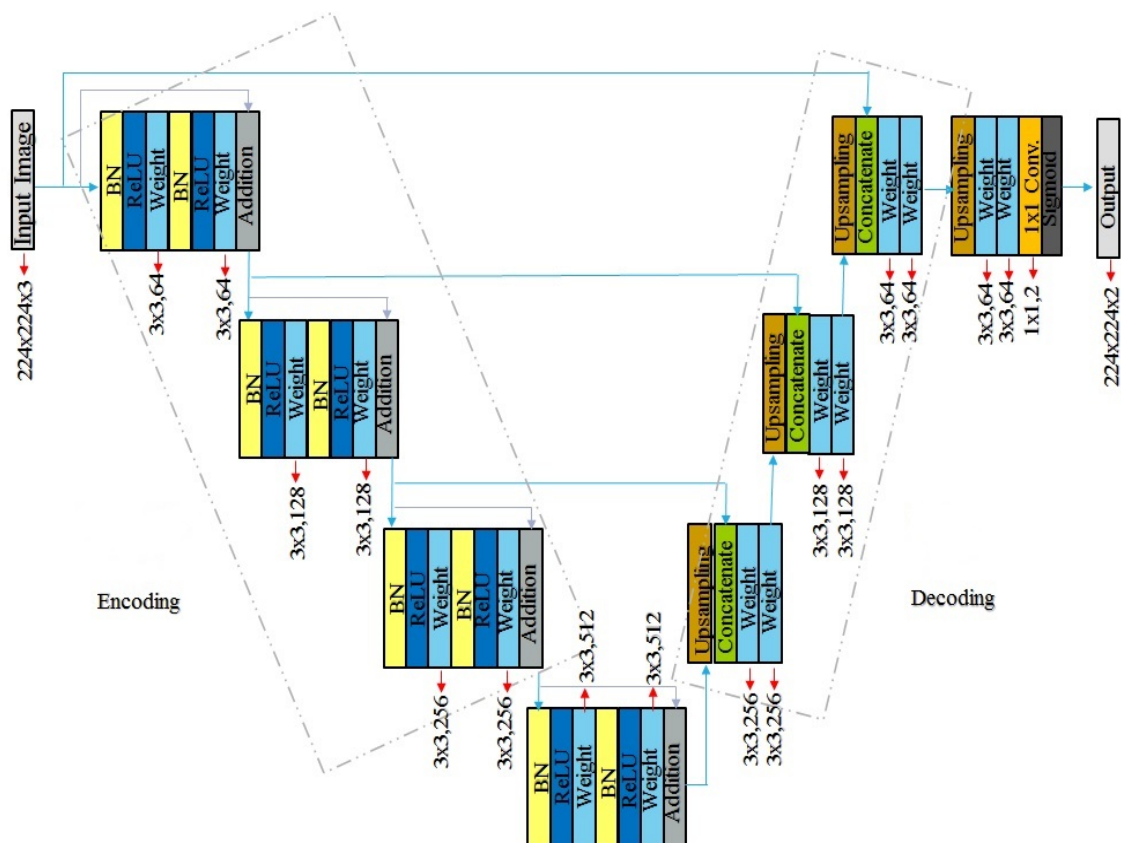 Input Image
224x224x3
BN
ReLU
Weight
BN
ReLU
Weight
Addition
3x3,64
3x3,64
BN
ReLU
Weight
BN
ReLU
Weight
Addition
3x3,128
3x3,128
BN
ReLU
Weight
BN
ReLU
Weight
Addition
3x3,256
3x3,256
Encoding
BN
ReLU
Weight
BN
ReLU
Weight
Addition
3x3,512
3x3,512
Upsampling
Concatenate
Weight
Weight
3x3,256
3x3,256
Upsampling
Concatenate
Weight
Weight
3x3,128
3x3,128
Upsampling
Concatenate
Weight
Weight
3x3,64
3x3,64
Decoding
Upsampling
Weight
Weight
1x1 Conv.
Sigmoid
3x3,64
3x3,64
1x1,2
Output
224x224x2